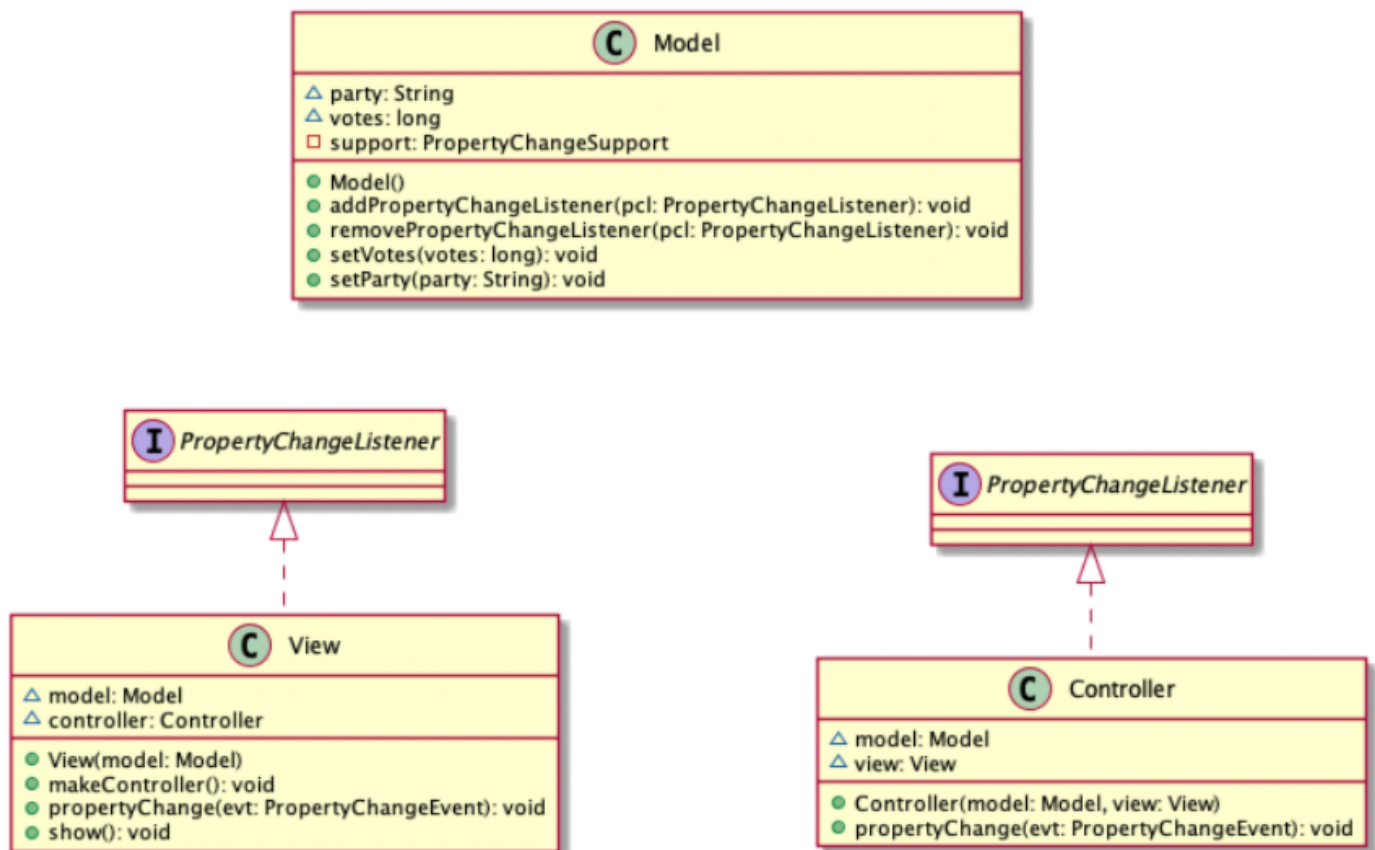 C Model
party: String
votes: long
support: PropertyChangeSupport
Model()
addPropertyChangeListener(pcl: PropertyChangeListener): void
removePropertyChangeListener(pcl: PropertyChangeListener): void
setVotes(votes: long): void
setParty(party: String): void
I PropertyChangeListener
C View
model: Model
controller: Controller
View(model: Model)
makeController(): void
propertyChange(evt: PropertyChangeEvent): void
show(): void
I PropertyChangeListener
C Controller
model: Model
view: View
Controller(model: Model, view: View)
propertyChange(evt: PropertyChangeEvent): void